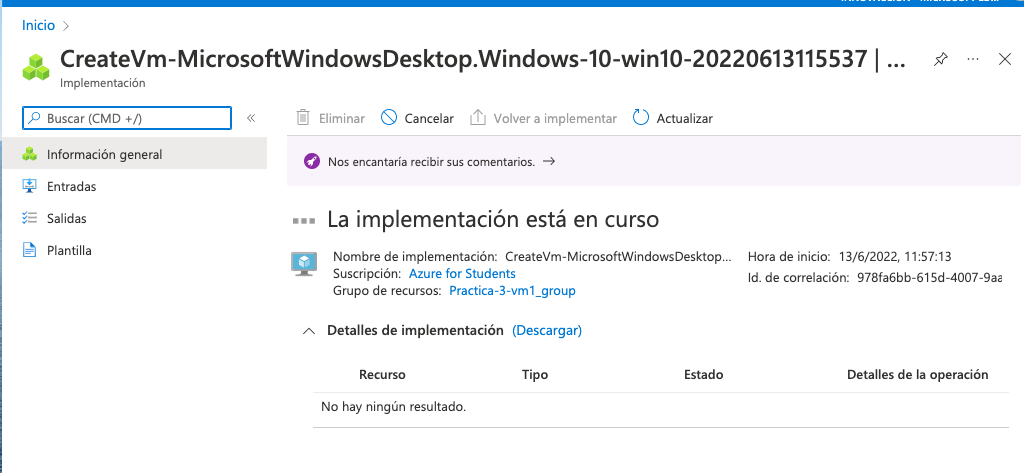 Inicio >
CreateVm-MicrosoftWindowsDesktop.Windows-10-win10-20220613115537 | ...
Implementación
Buscar (CMD +/)
«
Eliminar
Cancelar
Volver a implementar
Actualizar
Información general
Entradas
Salidas
Plantilla
Nos encantaría recibir sus comentarios. →
La implementación está en curso
Nombre de implementación: CreateVm-MicrosoftWindowsDesktop...
Suscripción: Azure for Students
Grupo de recursos: Practica-3-vm1_group
Hora de inicio: 13/6/2022, 11:57:13
Id. de correlación: 978fa6bb-615d-4007-9aa
Detalles de implementación (Descargar)
Recurso Tipo Estado Detalles de la operación
No hay ningún resultado.